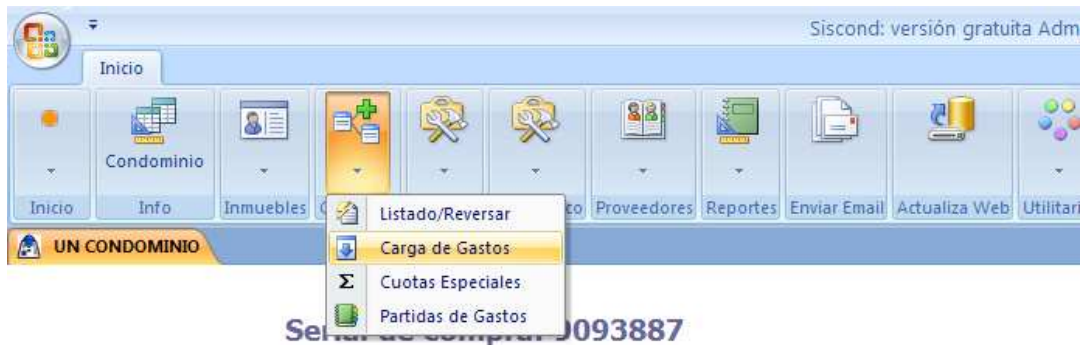 Siscond: versión gratuita Adm
Inicio
Condominio
Inicio Info Inmuebles Proveedores Reportes Enviar Email Actualiza Web Utilitari
Listado/Reversar
UN CONDOMINIO
Carga de Gastos
Σ Cuotas Especiales
Partidas de Gastos
9093887